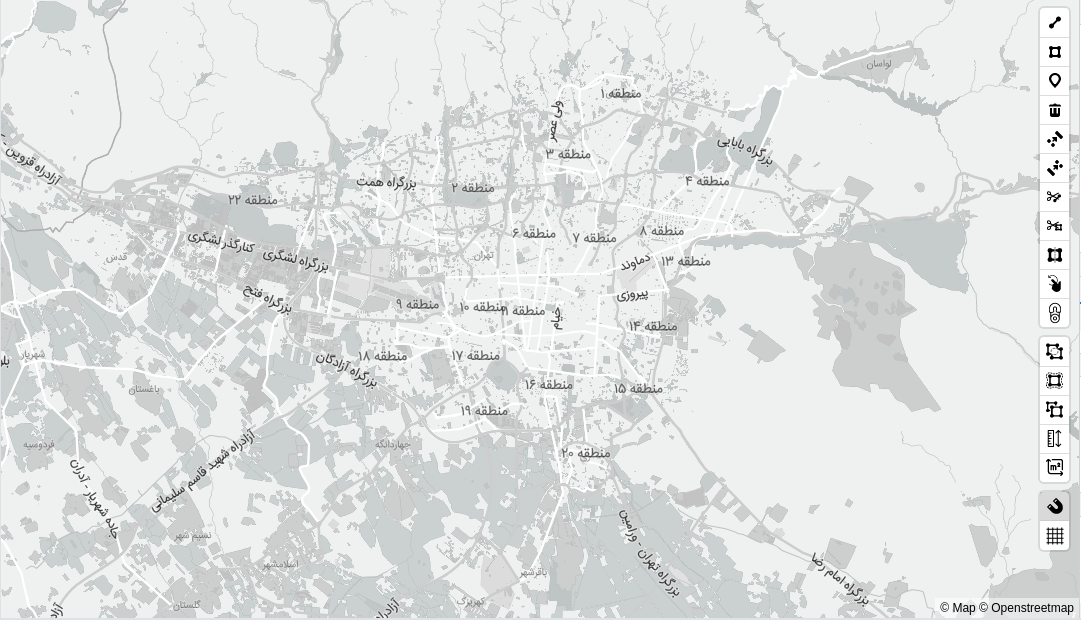 لواسان
منطقه ۱
ولی عصر
بزرگراه بابایی
منطقه ۳
آزادراه قزوین -
منطقه ۴
بزرگراه همت
منطقه ۲
منطقه ۲۲
منطقه ۸
منطقه ۶
منطقه ۷
کنارگذر لشگری
بزرگراه لشگری
قدس
تهران
دماوند
منطقه ۱۳
پیروزی
بزرگراه فتح
منطقه ۹
منطقه ۱۰
منطقه ۱۱
خیام
منطقه ۱۴
شهریار
منطقه ۱۸
منطقه ۱۷
بزرگراه آزادگان
منطقه ۱۶
منطقه ۱۵
باغستان
منطقه ۱۹
فردوسیه
چهاردانگه
منطقه ۲۰
آزادراه شهید قاسم سلیمانی
جاده شهریار - آدران
نسیم شهر
بزرگراه تهران - ورامین
اسلامشهر
باقرشهر
بزرگراه امام رضا
گلستان
کهریزک
m²
© Map © Openstreetmap